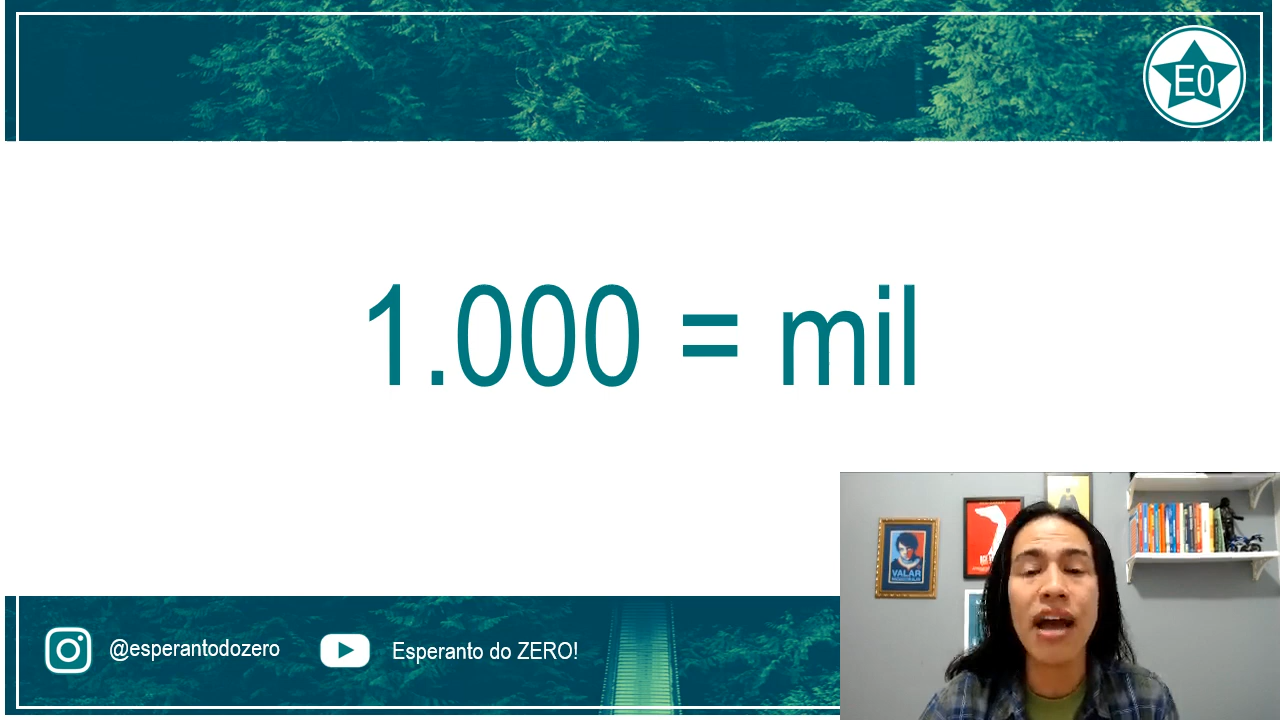 E0
1.000 = mil
VALAR
@esperantodozero
Esperanto do ZERO!